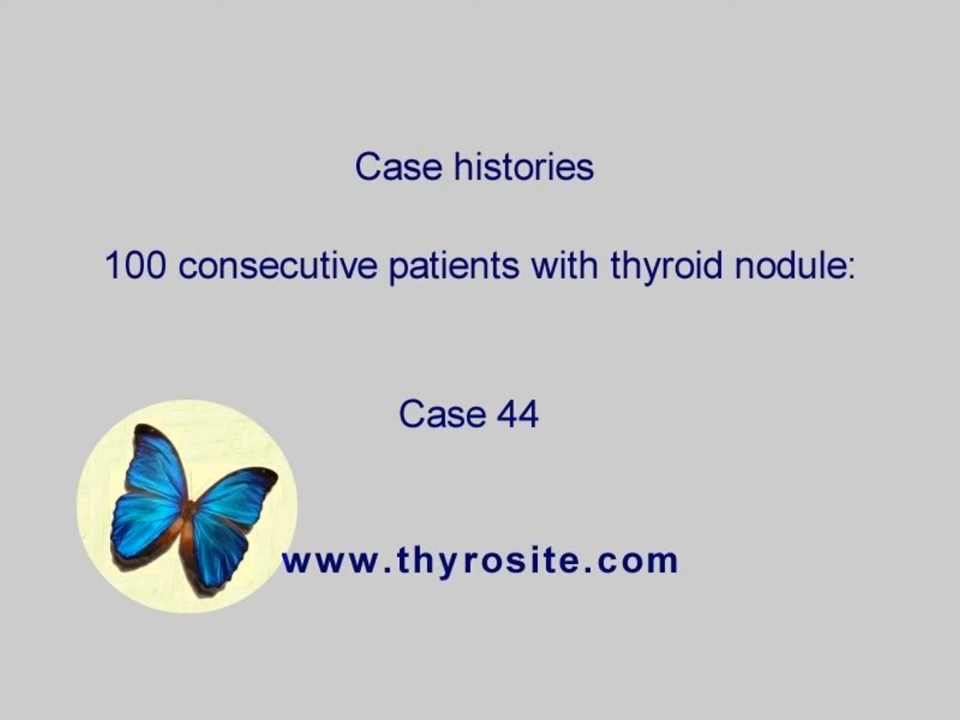 Case histories
100 consecutive patients with thyroid nodule:
Case 44
www.thyrosite.com